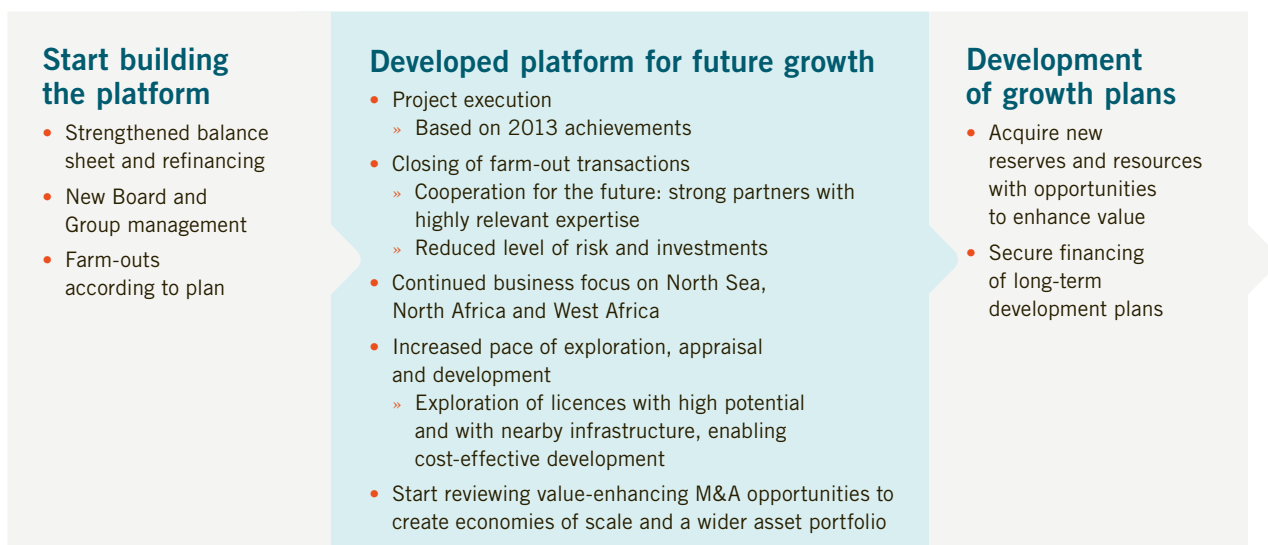 Start building
the platform
• Strengthened balance
sheet and refinancing
• New Board and
Group management
• Farm-outs
according to plan
Developed platform for future growth
• Project execution
» Based on 2013 achievements
• Closing of farm-out transactions
» Cooperation for the future: strong partners with
highly relevant expertise
» Reduced level of risk and investments
• Continued business focus on North Sea,
North Africa and West Africa
• Increased pace of exploration, appraisal
and development
» Exploration of licences with high potential
and with nearby infrastructure, enabling
cost-effective development
• Start reviewing value-enhancing M&A opportunities to
create economies of scale and a wider asset portfolio
Development
of growth plans
• Acquire new
reserves and resources
with opportunities
to enhance value
• Secure financing
of long-term
development plans